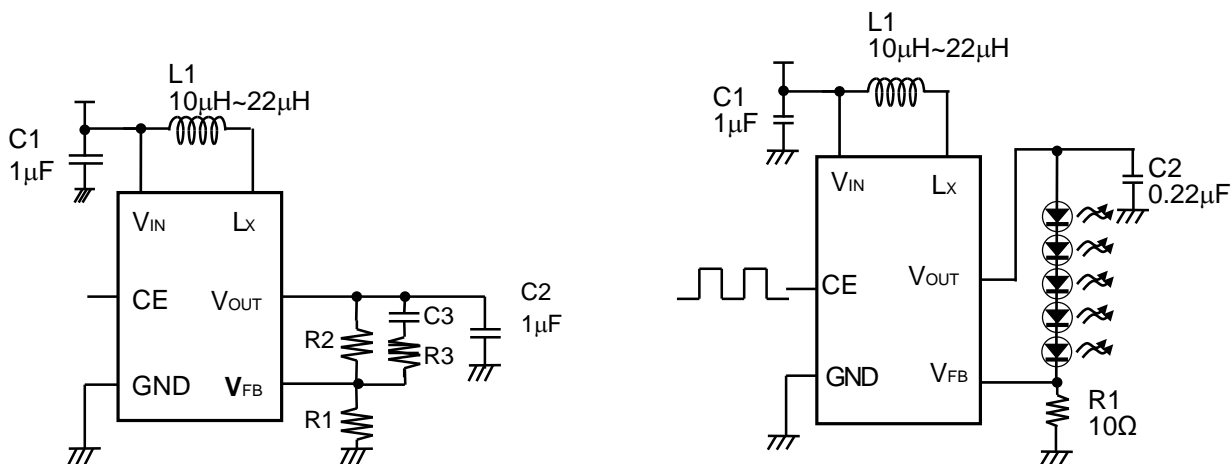 L1
10μH~22μH
C1
1μF
VIN
LX
CE
VOUT
C3
C2
1μF
R2
R3
GND
VFB
R1
L1
10μH~22μH
C1
1μF
VIN
LX
C2
0.22μF
CE
VOUT
GND
VFB
R1
10Ω